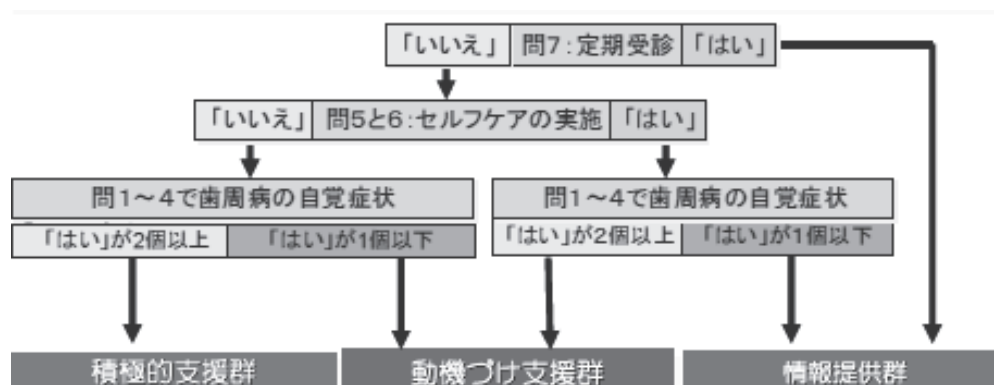 「いいえ」 問7:定期受診 「はい」
「いいえ」 問5と6:セルフケアの実施 「はい」
問1〜4で歯周病の自覚症状 問1〜4で歯周病の自覚症状
「はい」が2個以上 「はい」が1個以下 「はい」が2個以上 「はい」が1個以下
積極的支援群 動機づけ支援群 情報提供群